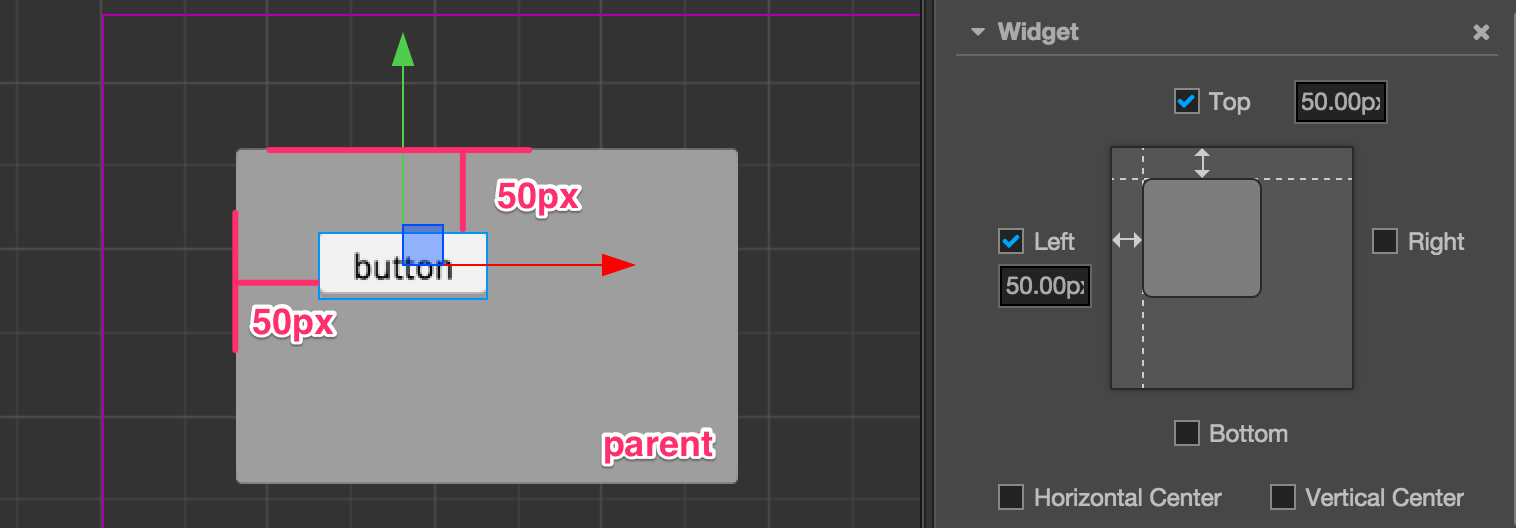 50px
button
50px
parent
Widget
Top
50.00px
Left
50.00px
Right
Bottom
Horizontal Center
Vertical Center